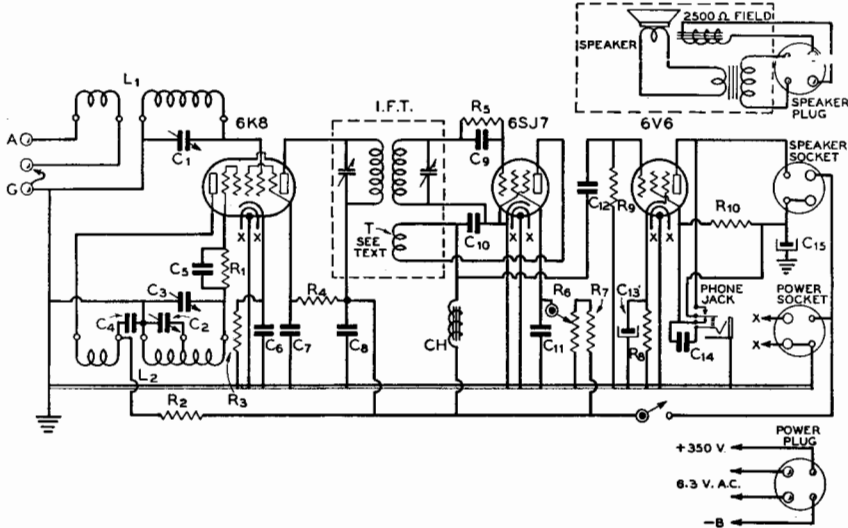 2500 Ω FIELD
SPEAKER
SPEAKER PLUG
L1
I.F.T.
R5
6K8
6SJ7
6V6
SPEAKER SOCKET
A
C1
C9
G
R9
C12
R10
T
SEE TEXT
C10
X X
X X
X X
C15
C5
R1
C3
R4
C13
R6
R7
PHONE JACK
POWER SOCKET
X
X
C4
C2
C6
C7
C8
CH
C11
R8
C14
L2
R3
R2
POWER PLUG
+350 V.
6.3 V. A.C.
-B